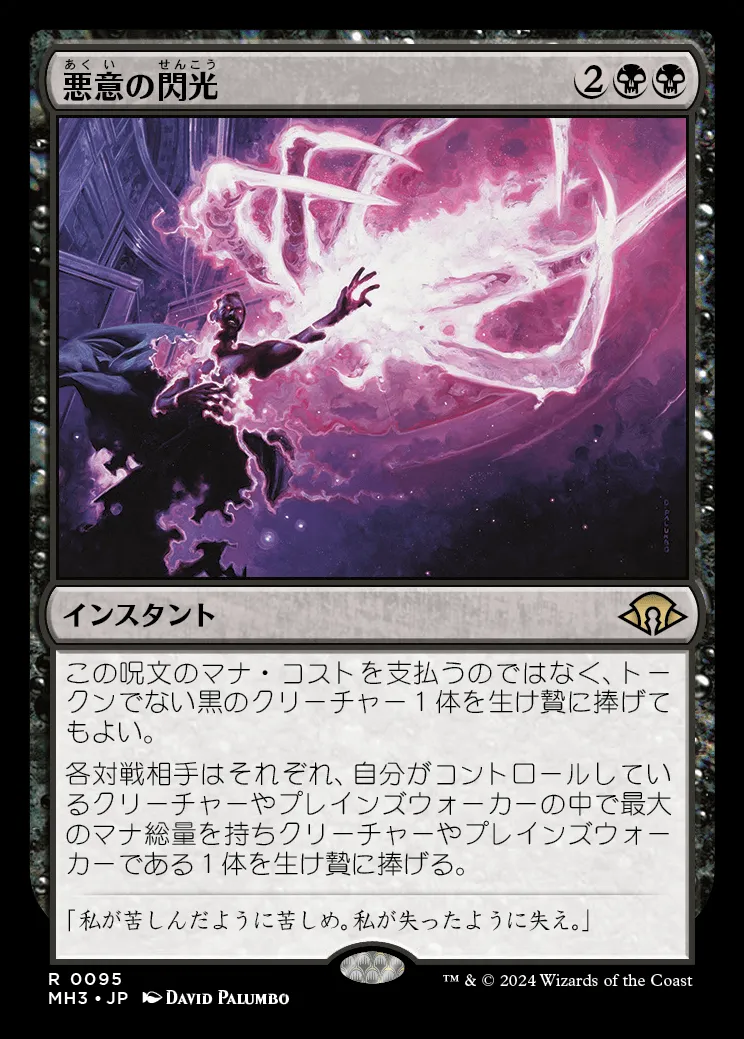 あくい せんこう
悪意の閃光 2
D PALUMBO
インスタント
この呪文のマナ・コストを支払うのではなく、トー
クンでない黒のクリーチャー１体を生け贄に捧げて
もよい。
各対戦相手はそれぞれ、自分がコントロールしてい
るクリーチャーやプレインズウォーカーの中で最大
のマナ総量を持ちクリーチャーやプレインズウォー
カーである１体を生け贄に捧げる。
「私が苦しんだように苦しめ。私が失ったように失え。」
R 0095
MH3 • JP DAVID PALUMBO
™ & © 2024 Wizards of the Coast